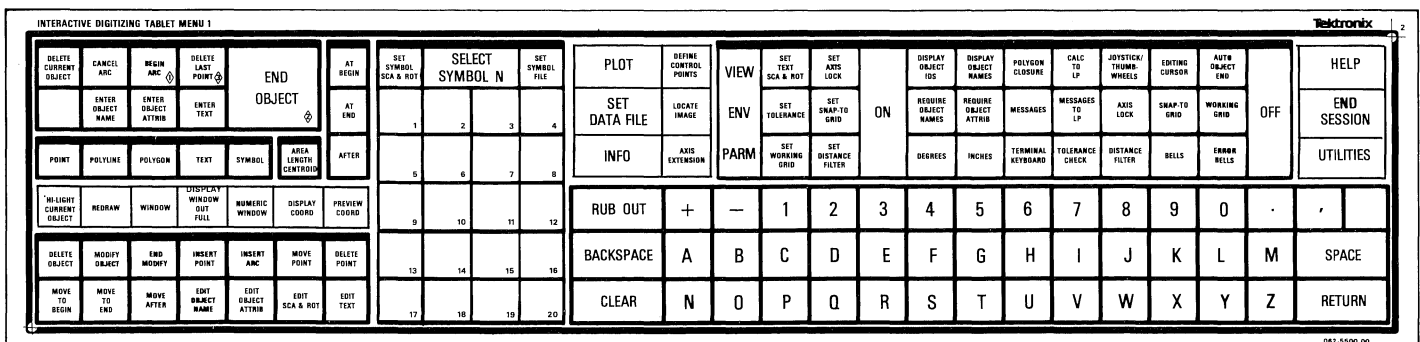 INTERACTIVE DIGITIZING TABLET MENU 1
Tektronix
2
DELETE CURRENT OBJECT
CANCEL ARC
BEGIN ARC
DELETE LAST POINT
END OBJECT
AT BEGIN
ENTER OBJECT NAME
ENTER OBJECT ATTRIB
ENTER TEXT
AT END
POINT
POLYLINE
POLYGON
TEXT
SYMBOL
AREA LENGTH CENTROID
AFTER
HI-LIGHT CURRENT OBJECT
REDRAW
WINDOW
DISPLAY WINDOW OUT FULL
NUMERIC WINDOW
DISPLAY COORD
PREVIEW COORD
DELETE OBJECT
MODIFY OBJECT
END MODIFY
INSERT POINT
INSERT ARC
MOVE POINT
DELETE POINT
MOVE TO BEGIN
MOVE TO END
MOVE AFTER
EDIT OBJECT NAME
EDIT OBJECT ATTRIB
EDIT SCA & ROT
EDIT TEXT
SET SYMBOL SCA & ROT
SELECT SYMBOL N
SET SYMBOL FILE
1 2 3 4
5 6 7 8
9 10 11 12
13 14 15 16
17 18 19 20
PLOT
DEFINE CONTROL POINTS
VIEW
SET TEXT SCA & ROT
SET AXIS LOCK
DISPLAY OBJECT IDS
DISPLAY OBJECT NAMES
POLYGON CLOSURE
CALC TO LP
JOYSTICK/ THUMB-WHEELS
EDITING CURSOR
AUTO OBJECT END
HELP
SET DATA FILE
LOCATE IMAGE
ENV
SET TOLERANCE
SET SNAP-TO GRID
ON
REQUIRE OBJECT NAMES
REQUIRE OBJECT ATTRIB
MESSAGES
MESSAGES TO LP
AXIS LOCK
SNAP-TO GRID
WORKING GRID
OFF
END SESSION
INFO
AXIS EXTENSION
PARM
SET WORKING GRID
SET DISTANCE FILTER
DEGREES
INCHES
TERMINAL KEYBOARD
TOLERANCE CHECK
DISTANCE FILTER
BELLS
ERROR BELLS
UTILITIES
RUB OUT + — 1 2 3 4 5 6 7 8 9 0 . ,
BACKSPACE A B C D E F G H I J K L M SPACE
CLEAR N O P Q R S T U V W X Y Z RETURN
062-5500-00